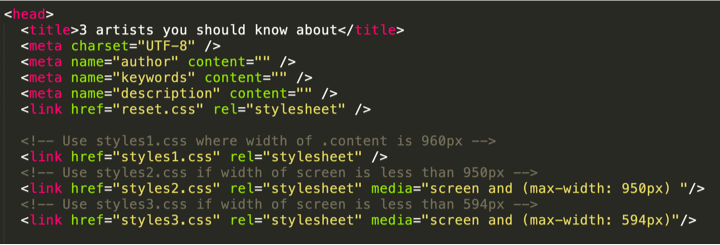 <head>
<title>3 artists you should know about</title>
<meta charset="UTF-8" />
<meta name="author" content="" />
<meta name="keywords" content="" />
<meta name="description" content="" />
<link href="reset.css" rel="stylesheet" />
<!-- Use styles1.css where width of .content is 960px -->
<link href="styles1.css" rel="stylesheet" />
<!-- Use styles2.css if width of screen is less than 950px -->
<link href="styles2.css" rel="stylesheet" media="screen and (max-width: 950px) "/>
<!-- Use styles3.css if width of screen is less than 594px -->
<link href="styles3.css" rel="stylesheet" media="screen and (max-width: 594px)"/>